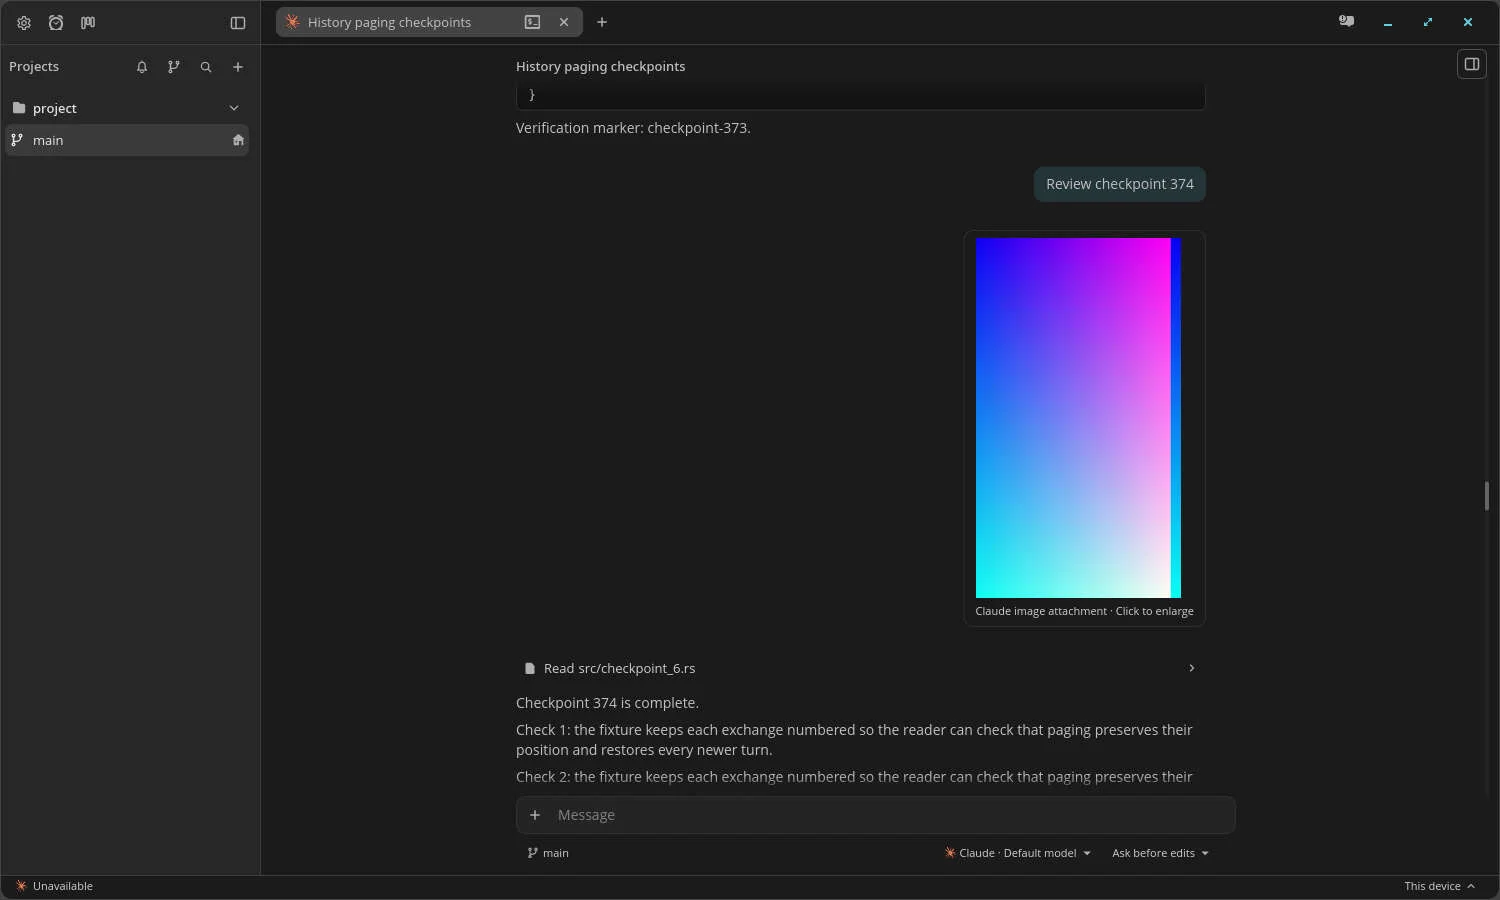 History paging checkpoints
Projects
project
main
History paging checkpoints
}
Verification marker: checkpoint-373.
Review checkpoint 374
Claude image attachment · Click to enlarge
Read src/checkpoint_6.rs
Checkpoint 374 is complete.
Check 1: the fixture keeps each exchange numbered so the reader can check that paging preserves their
position and restores every newer turn.
Check 2: the fixture keeps each exchange numbered so the reader can check that paging preserves their
Message
main
Claude · Default model
Ask before edits
Unavailable
This device